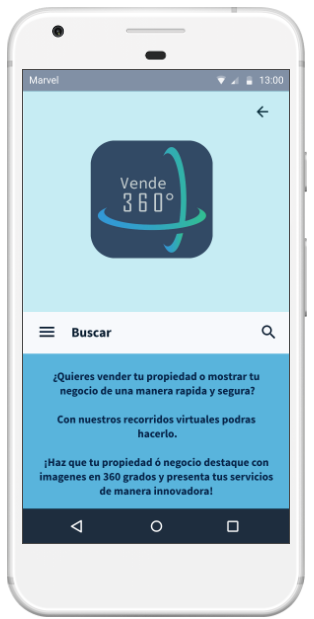 Marvel
13:00
Vende
360°
Buscar
¿Quieres vender tu propiedad o mostrar tu
negocio de una manera rapida y segura?
Con nuestros recorridos virtuales podras
hacerlo.
¡Haz que tu propiedad ó negocio destaque con
imagenes en 360 grados y presenta tus servicios
de manera innovadora!